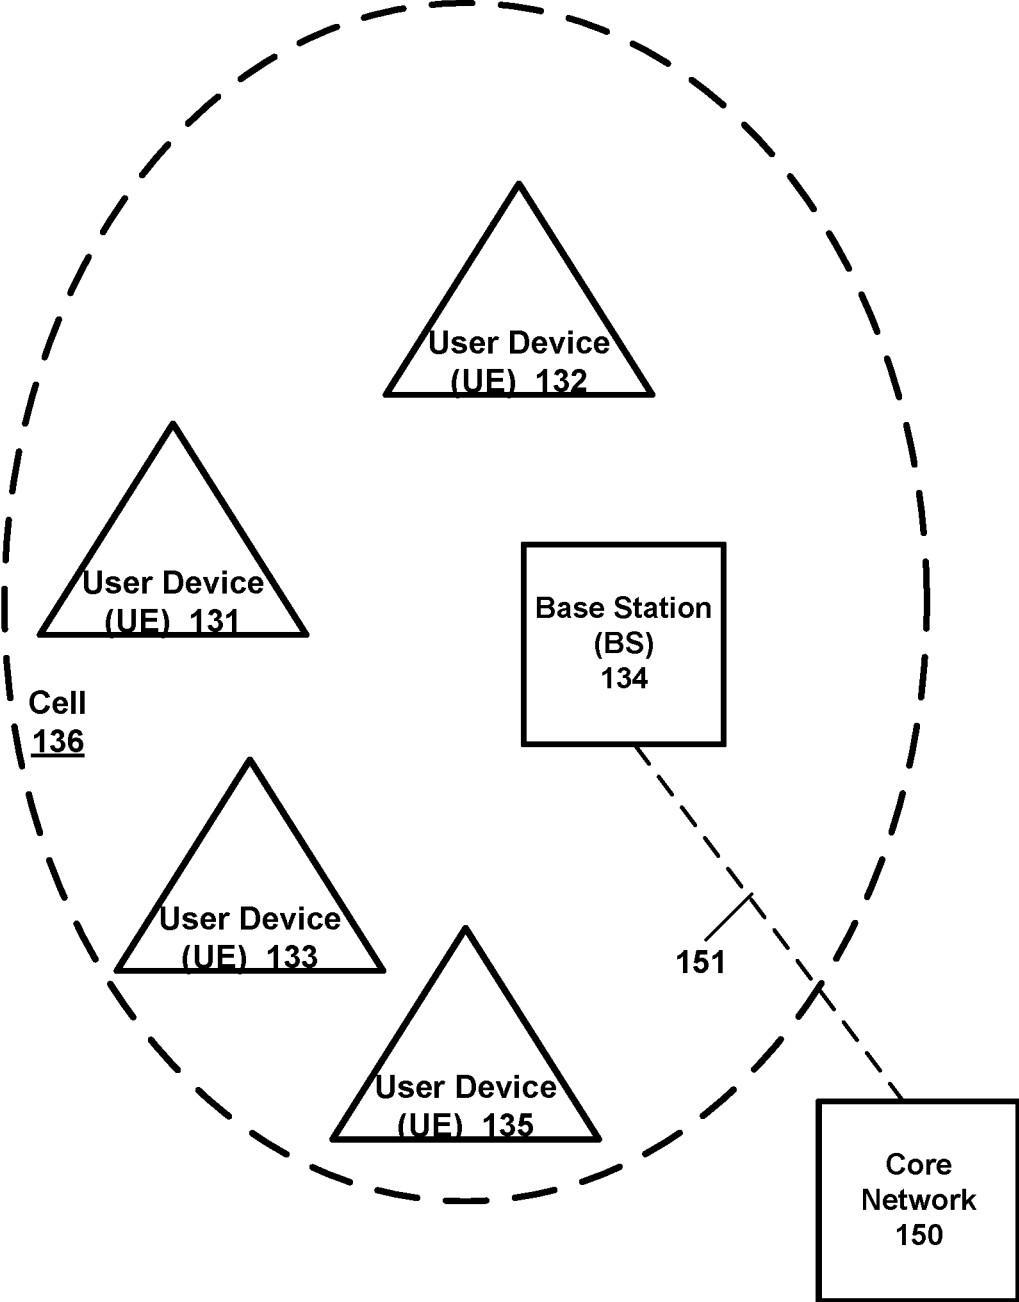 User Device
(UE) 132
User Device
(UE) 131
Base Station
(BS)
134
Cell
136
User Device
(UE) 133
151
User Device
(UE) 135
Core
Network
150